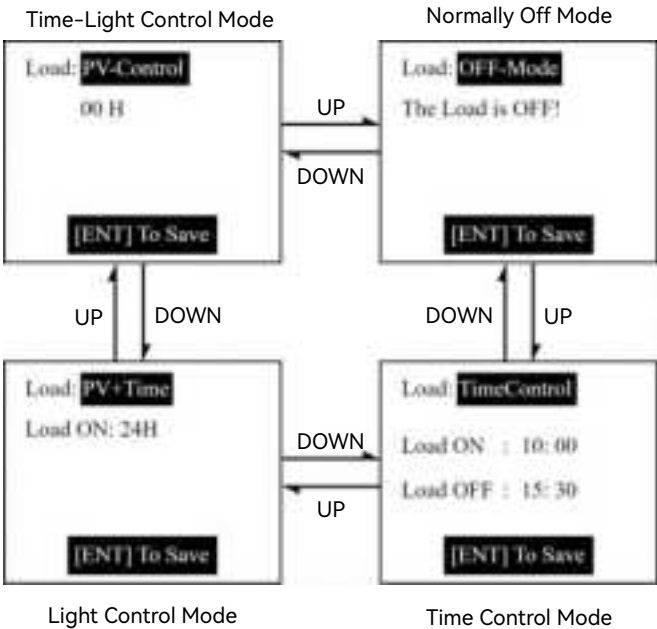 Time-Light Control Mode
Normally Off Mode
Load: PV-Control
00 H
[ENT] To Save
Load: OFF-Mode
The Load is OFF!
[ENT] To Save
UP
DOWN
UP
DOWN
DOWN
UP
Load: PV+Time
Load ON: 24H
[ENT] To Save
DOWN
UP
Load: TimeControl
Load ON : 10: 00
Load OFF : 15: 30
[ENT] To Save
Light Control Mode
Time Control Mode